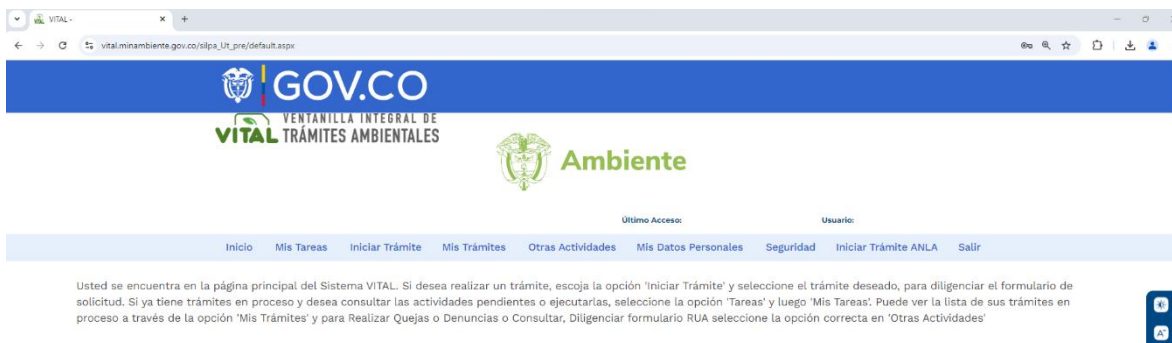 VITAL -
vital.minambiente.gov.co/silpa_Ut_pre/default.aspx
GOV.CO
VITAL VENTANILLA INTEGRAL DE
TRÁMITES AMBIENTALES
Ambiente
Último Acceso: Usuario:
Inicio Mis Tareas Iniciar Trámite Mis Trámites Otras Actividades Mis Datos Personales Seguridad Iniciar Trámite ANLA Salir
Usted se encuentra en la página principal del Sistema VITAL. Si desea realizar un trámite, escoja la opción 'Iniciar Trámite' y seleccione el trámite deseado, para diligenciar el formulario de
solicitud. Si ya tiene trámites en proceso y desea consultar las actividades pendientes o ejecutarlas, seleccione la opción 'Tareas' y luego 'Mis Tareas'. Puede ver la lista de sus trámites en
proceso a través de la opción 'Mis Trámites' y para Realizar Quejas o Denuncias o Consultar, Diligenciar formulario RUA seleccione la opción correcta en 'Otras Actividades'